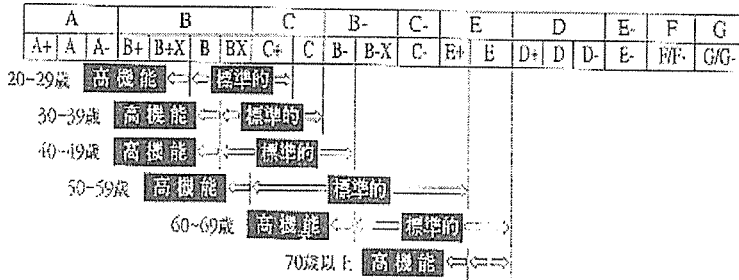 A B C B- C- E D E- F G
A+ A A- B+ B+X B BX C+ C B- B-X C- E+ E D+ D D- E- F/F- G/G-
20~29歳 高機能 標準的
30~39歳 高機能 標準的
40~49歳 高機能 標準的
50~59歳 高機能 標準的
60~69歳 高機能 標準的
70歳以上 高機能